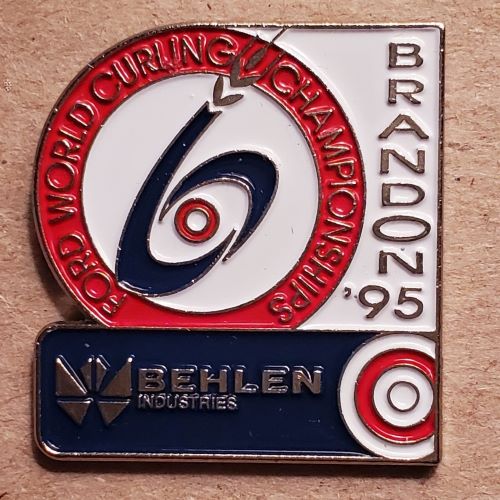 FORD WORLD CURLING CHAMPIONSHIPS
BRANDON '95
BEHLEN
INDUSTRIES